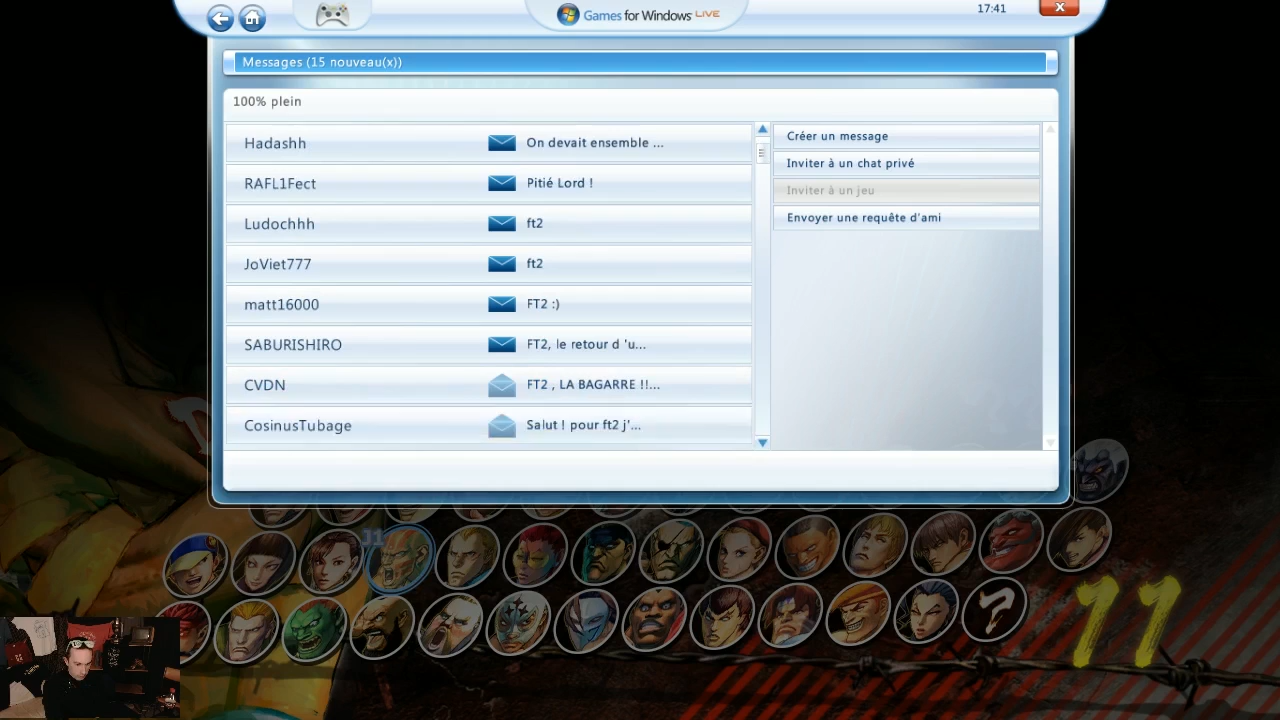 Games for Windows LIVE
17:41
Messages (15 nouveau(x))
100% plein
Hadashh
On devait ensemble ...
RAFL1Fect
Pitié Lord !
Ludochhh
ft2
JoViet777
ft2
matt16000
FT2 :)
SABURISHIRO
FT2, le retour d 'u...
CVDN
FT2 , LA BAGARRE !!...
CosinusTubage
Salut ! pour ft2 j'...
Créer un message
Inviter à un chat privé
Inviter à un jeu
Envoyer une requête d'ami
J1
?
11